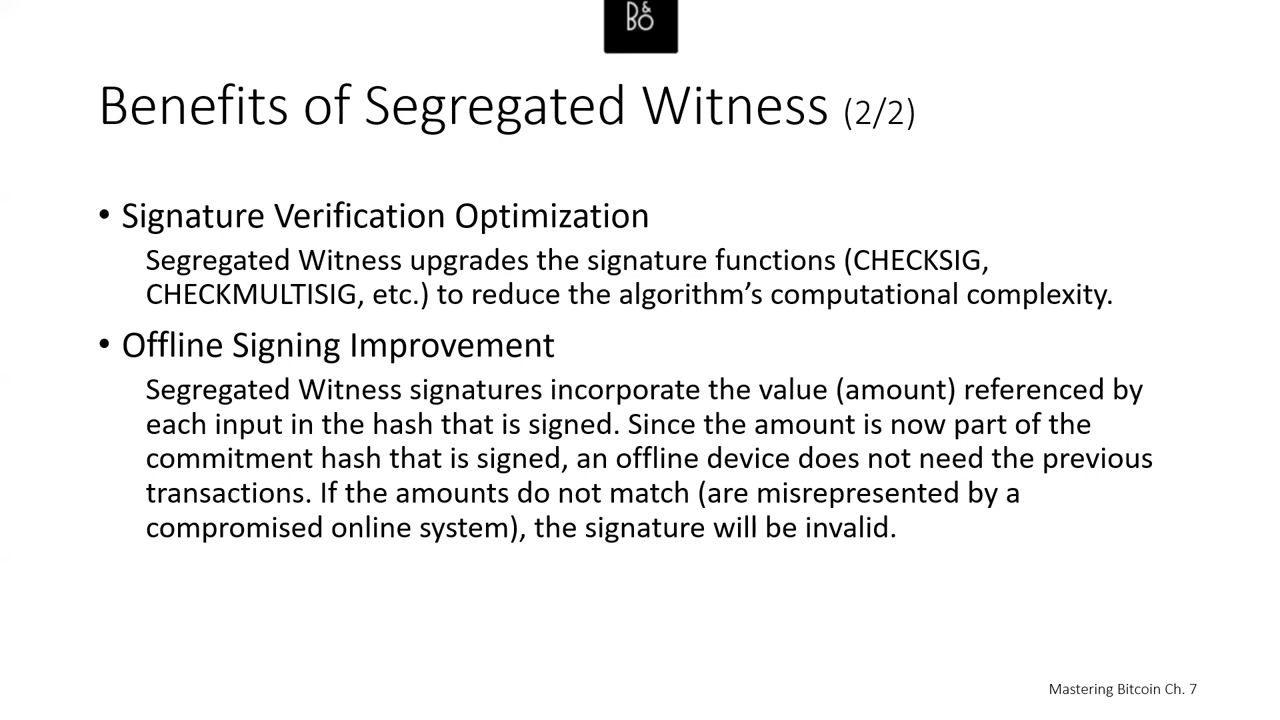 B&O
Benefits of Segregated Witness (2/2)
• Signature Verification Optimization
Segregated Witness upgrades the signature functions (CHECKSIG,
CHECKMULTISIG, etc.) to reduce the algorithm’s computational complexity.
• Offline Signing Improvement
Segregated Witness signatures incorporate the value (amount) referenced by
each input in the hash that is signed. Since the amount is now part of the
commitment hash that is signed, an offline device does not need the previous
transactions. If the amounts do not match (are misrepresented by a
compromised online system), the signature will be invalid.
Mastering Bitcoin Ch. 7